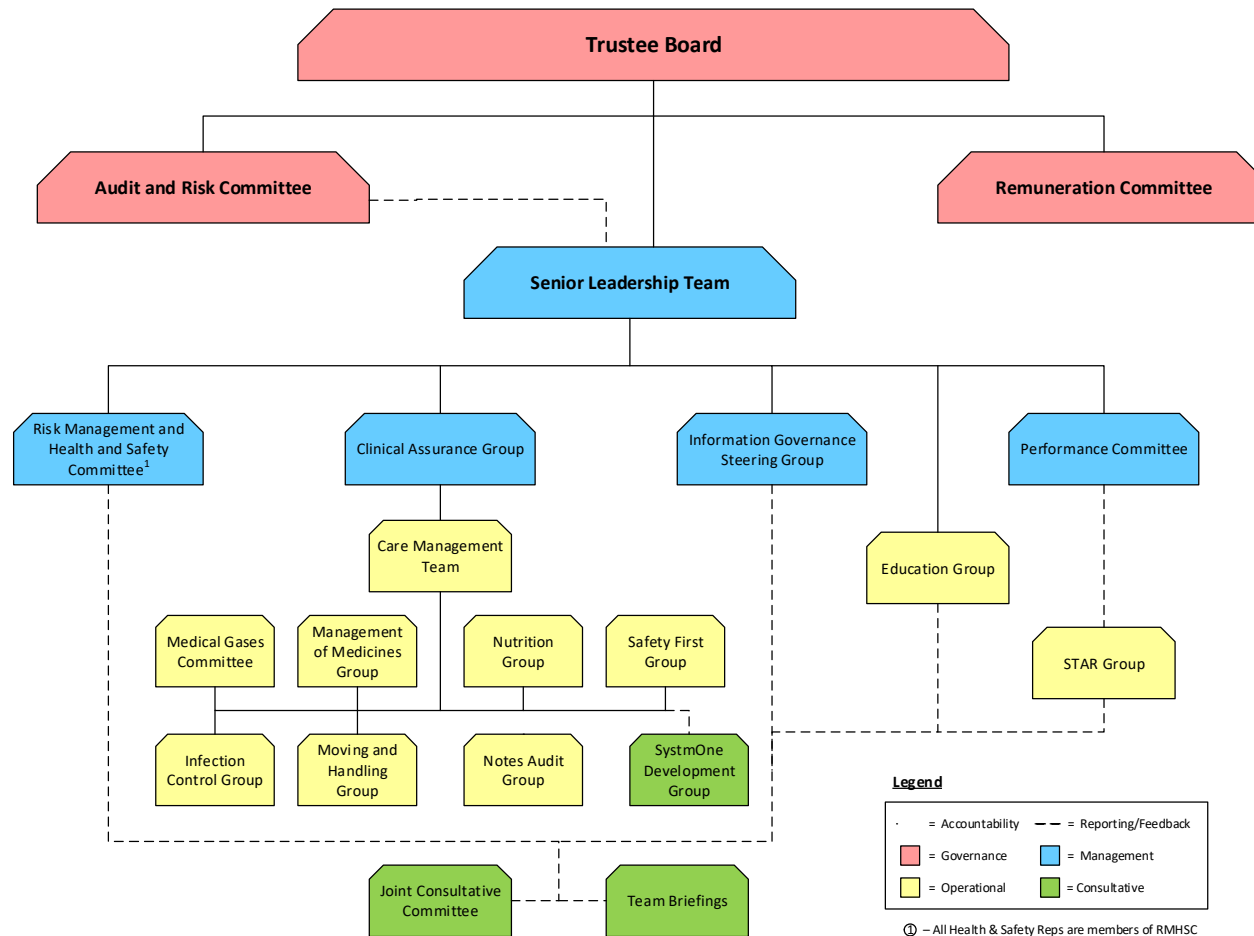 Trustee Board
Audit and Risk Committee
Remuneration Committee
Senior Leadership Team
Risk Management and
Health and Safety
Committee1
Clinical Assurance Group
Information Governance
Steering Group
Performance Committee
Care Management
Team
Education Group
Medical Gases
Committee
Management
of Medicines
Group
Nutrition
Group
Safety First
Group
STAR Group
Infection
Control Group
Moving and
Handling
Group
Notes Audit
Group
SystmOne
Development
Group
Joint Consultative
Committee
Team Briefings
Legend
= Accountability
= Reporting/Feedback
= Governance
= Management
= Operational
= Consultative
① – All Health & Safety Reps are members of RMHSC